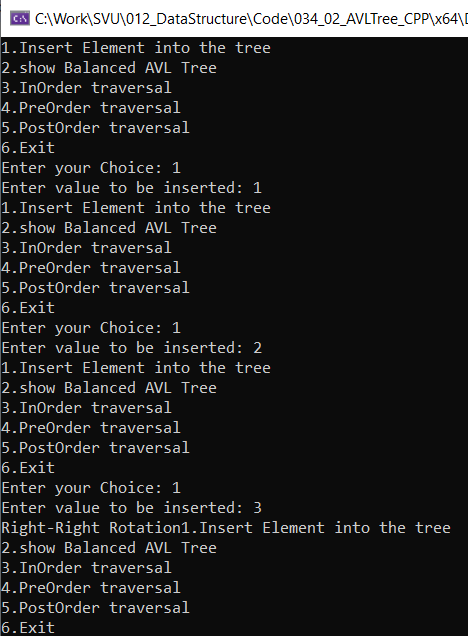 C:\Work\SVU\012_DataStructure\Code\034_02_AVLTree_CPP\x64\
1.Insert Element into the tree
2.show Balanced AVL Tree
3.InOrder traversal
4.PreOrder traversal
5.PostOrder traversal
6.Exit
Enter your Choice: 1
Enter value to be inserted: 1
1.Insert Element into the tree
2.show Balanced AVL Tree
3.InOrder traversal
4.PreOrder traversal
5.PostOrder traversal
6.Exit
Enter your Choice: 1
Enter value to be inserted: 2
1.Insert Element into the tree
2.show Balanced AVL Tree
3.InOrder traversal
4.PreOrder traversal
5.PostOrder traversal
6.Exit
Enter your Choice: 1
Enter value to be inserted: 3
Right-Right Rotation1.Insert Element into the tree
2.show Balanced AVL Tree
3.InOrder traversal
4.PreOrder traversal
5.PostOrder traversal
6.Exit